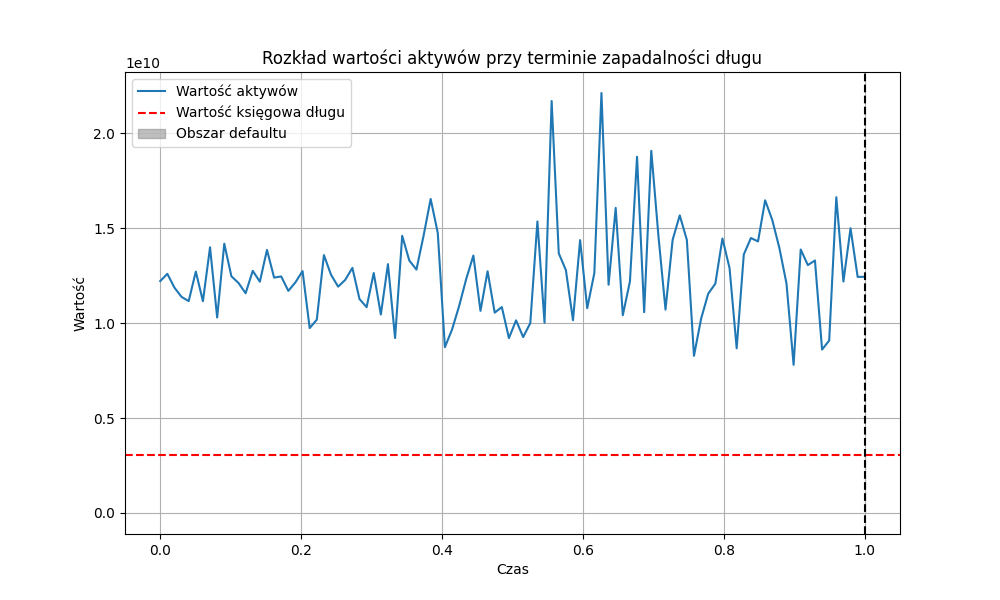 Rozkład wartości aktywów przy terminie zapadalności długu
1e10
Wartość aktywów
Wartość księgowa długu
Obszar defaultu
2.0
1.5
1.0
0.5
0.0
Wartość
0.0 0.2 0.4 0.6 0.8 1.0
Czas